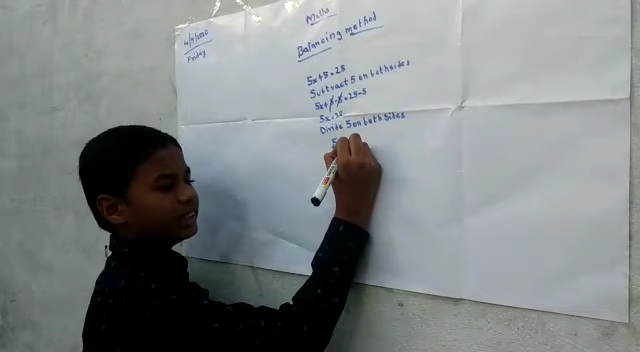 Maths
Friday
Balancing method
5x+5=25
Subtract 5 on both sides
5x+5-5=25-5
5x=20
Divide 5 on both sides
5